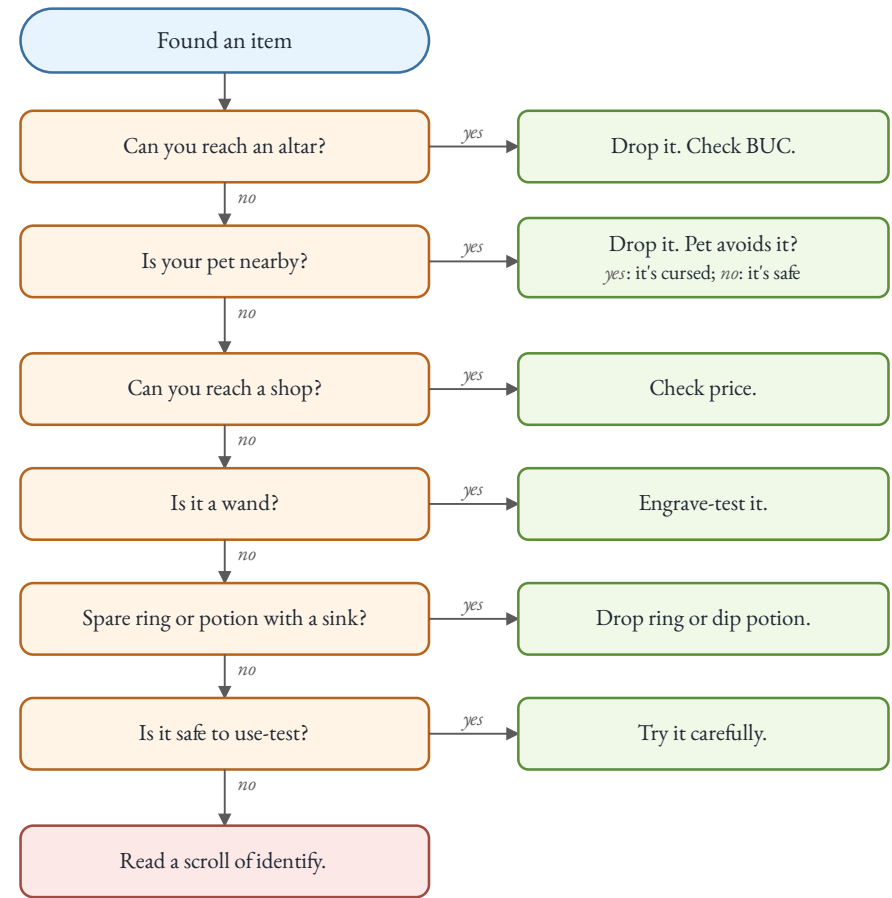 Found an item
Can you reach an altar?
yes
Drop it. Check BUC.
no
Is your pet nearby?
yes
Drop it. Pet avoids it?
yes: it's cursed; no: it's safe
no
Can you reach a shop?
yes
Check price.
no
Is it a wand?
yes
Engrave-test it.
no
Spare ring or potion with a sink?
yes
Drop ring or dip potion.
no
Is it safe to use-test?
yes
Try it carefully.
no
Read a scroll of identify.